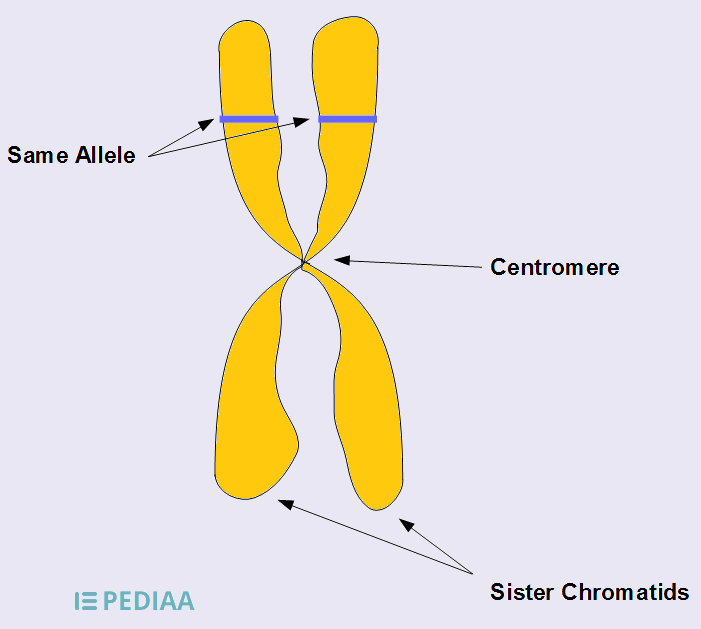 Same Allele
Centromere
Sister Chromatids
PEDIAA